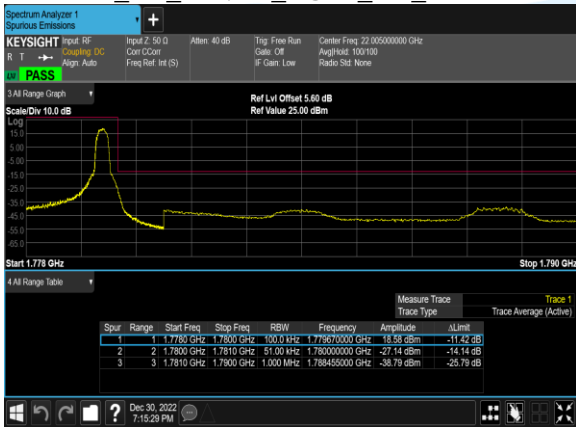 Spectrum Analyzer 1
Spurious Emissions
KEYSIGHT Input: RF Input Z: 50 Ω Atten: 40 dB Trig: Free Run Center Freq: 22.005000000 GHz
R T Coupling: DC Corr CCorr Gate: Off Avg|Hold: 100/100
Align: Auto Freq Ref: Int (S) IF Gain: Low Radio Std: None
PASS
3 All Range Graph
Ref Lvl Offset 5.60 dB
Scale/Div 10.0 dB Ref Value 25.00 dBm
Log
15.0
5.00
-5.00
-15.0
-25.0
-35.0
-45.0
-55.0
-65.0
Start 1.778 GHz Stop 1.790 GHz
4 All Range Table
Measure Trace Trace 1
Trace Type Trace Average (Active)
Spur Range Start Freq Stop Freq RBW Frequency Amplitude ΔLimit
1 1 1.7780 GHz 1.7800 GHz 100.0 kHz 1.779670000 GHz 18.58 dBm -11.42 dB
2 2 1.7800 GHz 1.7810 GHz 51.00 kHz 1.780000000 GHz -27.14 dBm -14.14 dB
3 3 1.7810 GHz 1.7900 GHz 1.000 MHz 1.788455000 GHz -38.79 dBm -25.79 dB
Dec 30, 2022
7:15:29 PM